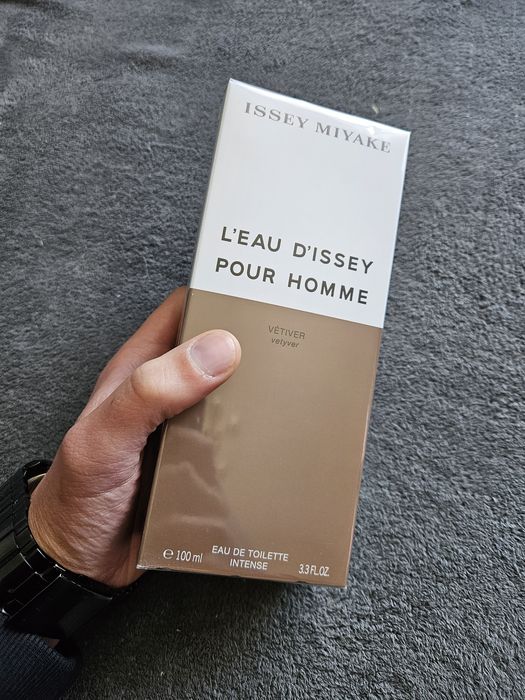 ISSEY MIYAKE
L'EAU D'ISSEY
POUR HOMME
VÉTIVER
vetyver
℮ 100 ml EAU DE TOILETTE 3.3 FL.OZ.
INTENSE